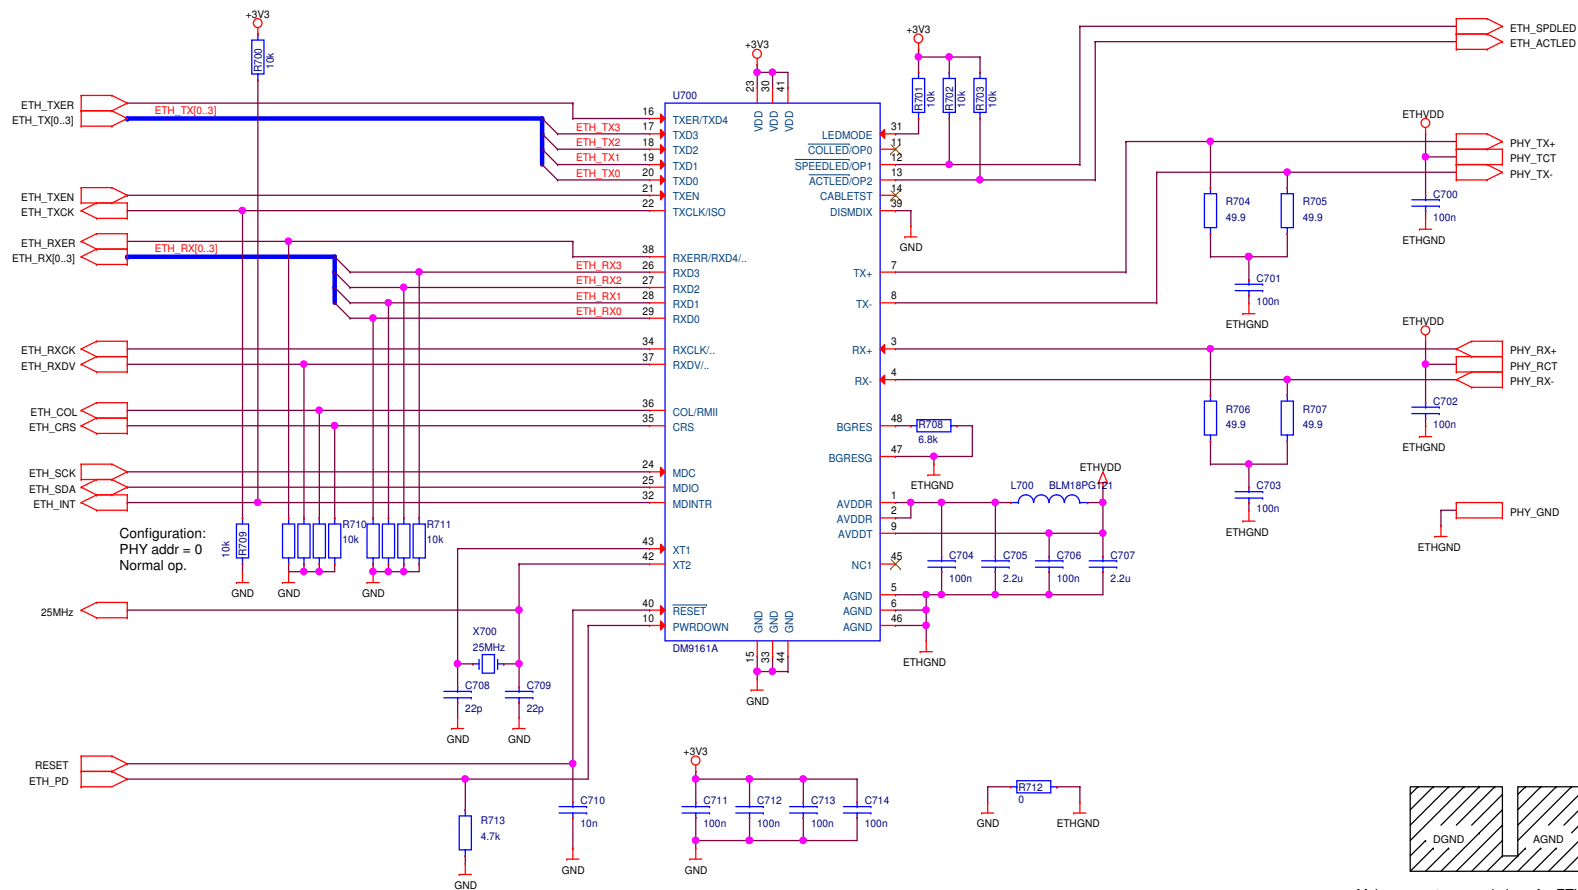 +3V3
R700
10k
ETH_TXER
ETH_TX[0..3]
ETH_TX[0..3]
ETH_TX3
ETH_TX2
ETH_TX1
ETH_TX0
ETH_TXEN
ETH_TXCK
ETH_RXER
ETH_RX[0..3]
ETH_RX[0..3]
ETH_RX3
ETH_RX2
ETH_RX1
ETH_RX0
ETH_RXCK
ETH_RXDV
ETH_COL
ETH_CRS
ETH_SCK
ETH_SDA
ETH_INT
Configuration:
PHY addr = 0
Normal op.
10k
R709
R710
10k
R711
10k
GND
GND
GND
25MHz
X700
25MHz
C708
22p
C709
22p
GND
GND
RESET
ETH_PD
R713
4.7k
GND
C710
10n
GND
U700
+3V3
23
30
41
VDD
VDD
VDD
16 TXER/TXD4
17 TXD3
18 TXD2
19 TXD1
20 TXD0
21 TXEN
22 TXCLK/ISO
38 RXERR/RXD4/..
26 RXD3
27 RXD2
28 RXD1
29 RXD0
34 RXCLK/..
37 RXDV/..
36 COL/RMII
35 CRS
24 MDC
25 MDIO
32 MDINTR
43 XT1
42 XT2
40 RESET
10 PWRDOWN
DM9161A
GND
GND
GND
15
33
44
GND
LEDMODE 31
COLLED/OP0 11
SPEEDLED/OP1 12
ACTLED/OP2 13
CABLETST 14
DISMDIX 39
TX+ 7
TX- 8
RX+ 3
RX- 4
BGRES 48
BGRESG 47
AVDDR 1
AVDDR 2
AVDDT 9
NC1 45
AGND 5
AGND 6
AGND 46
+3V3
R701
10k
R702
10k
R703
10k
GND
R708
6.8k
ETHGND
ETHVDD
L700
BLM18PG121
C704
100n
C705
2.2u
C706
100n
C707
2.2u
ETHGND
ETH_SPDLED
ETH_ACTLED
ETHVDD
PHY_TX+
PHY_TCT
PHY_TX-
R704
49.9
R705
49.9
C700
100n
ETHGND
C701
100n
ETHGND
ETHVDD
PHY_RX+
PHY_RCT
PHY_RX-
R706
49.9
R707
49.9
C702
100n
ETHGND
C703
100n
ETHGND
PHY_GND
ETHGND
+3V3
C711
100n
C712
100n
C713
100n
C714
100n
GND
R712
0
GND
ETHGND
DGND
AGND